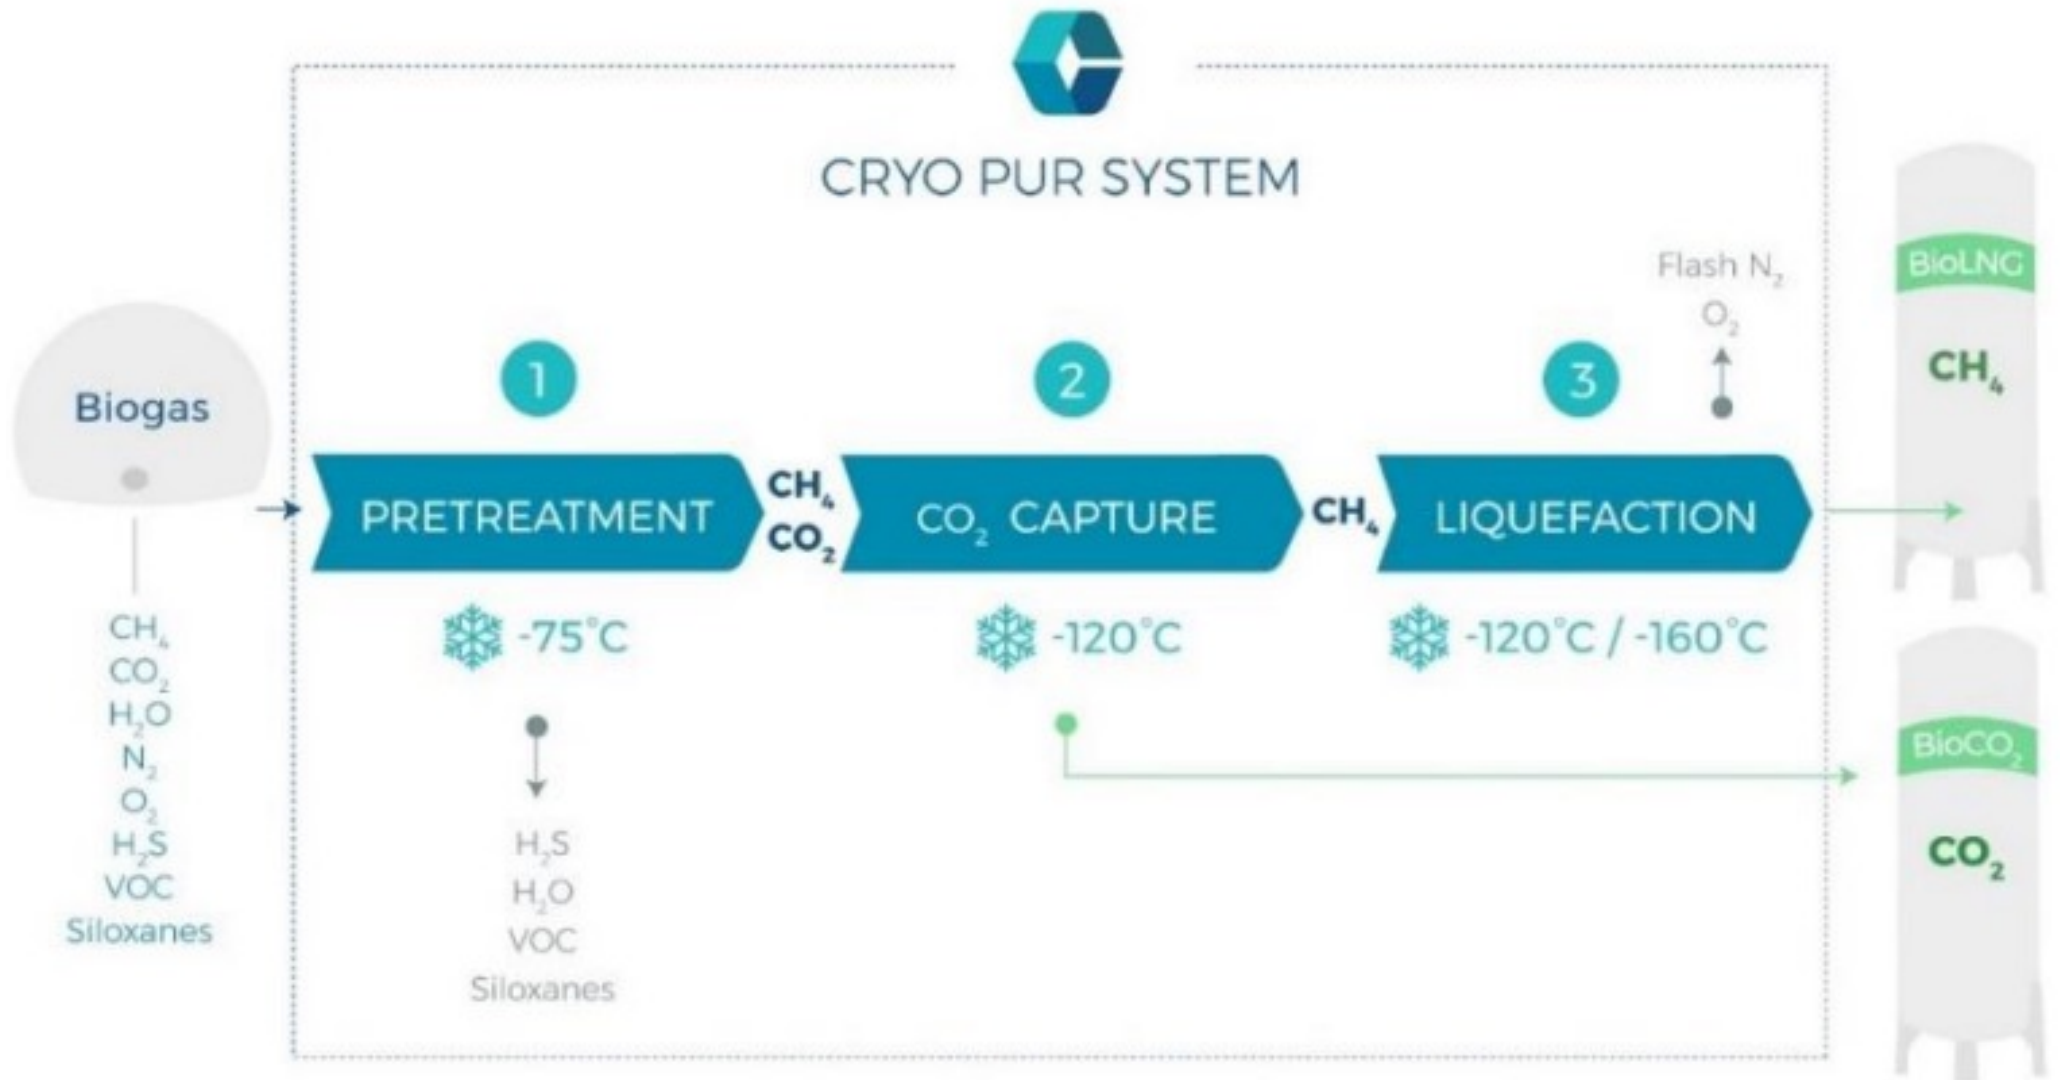 CRYO PUR SYSTEM
Biogas
CH₄
CO₂
H₂O
N₂
O₂
H₂S
VOC
Siloxanes
1
PRETREATMENT
-75°C
H₂S
H₂O
VOC
Siloxanes
CH₄
CO₂
2
CO₂ CAPTURE
-120°C
CH₄
3
LIQUEFACTION
-120°C / -160°C
Flash N₂
O₂
BioLNG
CH₄
BioCO₂
CO₂